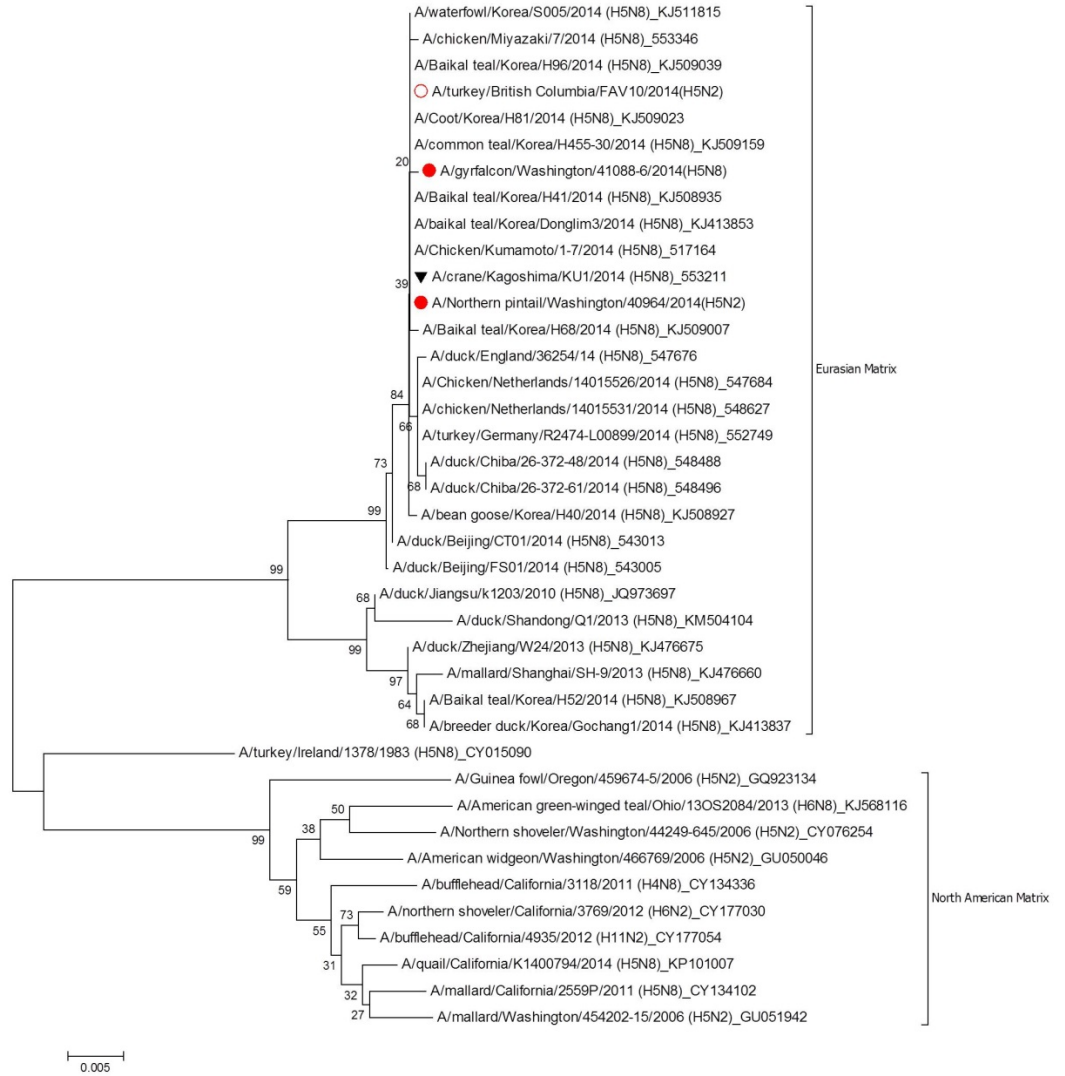 A/waterfowl/Korea/S005/2014 (H5N8)_KJ511815
A/chicken/Miyazaki/7/2014 (H5N8)_553346
A/Baikal teal/Korea/H96/2014 (H5N8)_KJ509039
A/turkey/British Columbia/FAV10/2014(H5N2)
A/Coot/Korea/H81/2014 (H5N8)_KJ509023
A/common teal/Korea/H455-30/2014 (H5N8)_KJ509159
20
A/gyrfalcon/Washington/41088-6/2014(H5N8)
A/Baikal teal/Korea/H41/2014 (H5N8)_KJ508935
A/baikal teal/Korea/Donglim3/2014 (H5N8)_KJ413853
A/Chicken/Kumamoto/1-7/2014 (H5N8)_517164
39
A/crane/Kagoshima/KU1/2014 (H5N8)_553211
A/Northern pintail/Washington/40964/2014(H5N2)
A/Baikal teal/Korea/H68/2014 (H5N8)_KJ509007
A/duck/England/36254/14 (H5N8)_547676
Eurasian Matrix
A/Chicken/Netherlands/14015526/2014 (H5N8)_547684
84
A/chicken/Netherlands/14015531/2014 (H5N8)_548627
66
A/turkey/Germany/R2474-L00899/2014 (H5N8)_552749
73
A/duck/Chiba/26-372-48/2014 (H5N8)_548488
68
A/duck/Chiba/26-372-61/2014 (H5N8)_548496
99
A/bean goose/Korea/H40/2014 (H5N8)_KJ508927
A/duck/Beijing/CT01/2014 (H5N8)_543013
99
A/duck/Beijing/FS01/2014 (H5N8)_543005
68
A/duck/Jiangsu/k1203/2010 (H5N8)_JQ973697
A/duck/Shandong/Q1/2013 (H5N8)_KM504104
99
A/duck/Zhejiang/W24/2013 (H5N8)_KJ476675
97
A/mallard/Shanghai/SH-9/2013 (H5N8)_KJ476660
64
A/Baikal teal/Korea/H52/2014 (H5N8)_KJ508967
68
A/breeder duck/Korea/Gochang1/2014 (H5N8)_KJ413837
A/turkey/Ireland/1378/1983 (H5N8)_CY015090
A/Guinea fowl/Oregon/459674-5/2006 (H5N2)_GQ923134
50
A/American green-winged teal/Ohio/13OS2084/2013 (H6N8)_KJ568116
38
A/Northern shoveler/Washington/44249-645/2006 (H5N2)_CY076254
99
A/American widgeon/Washington/466769/2006 (H5N2)_GU050046
59
A/bufflehead/California/3118/2011 (H4N8)_CY134336
North American Matrix
73
A/northern shoveler/California/3769/2012 (H6N2)_CY177030
55
A/bufflehead/California/4935/2012 (H11N2)_CY177054
31
A/quail/California/K1400794/2014 (H5N8)_KP101007
32
A/mallard/California/2559P/2011 (H5N8)_CY134102
27
A/mallard/Washington/454202-15/2006 (H5N2)_GU051942
0.005